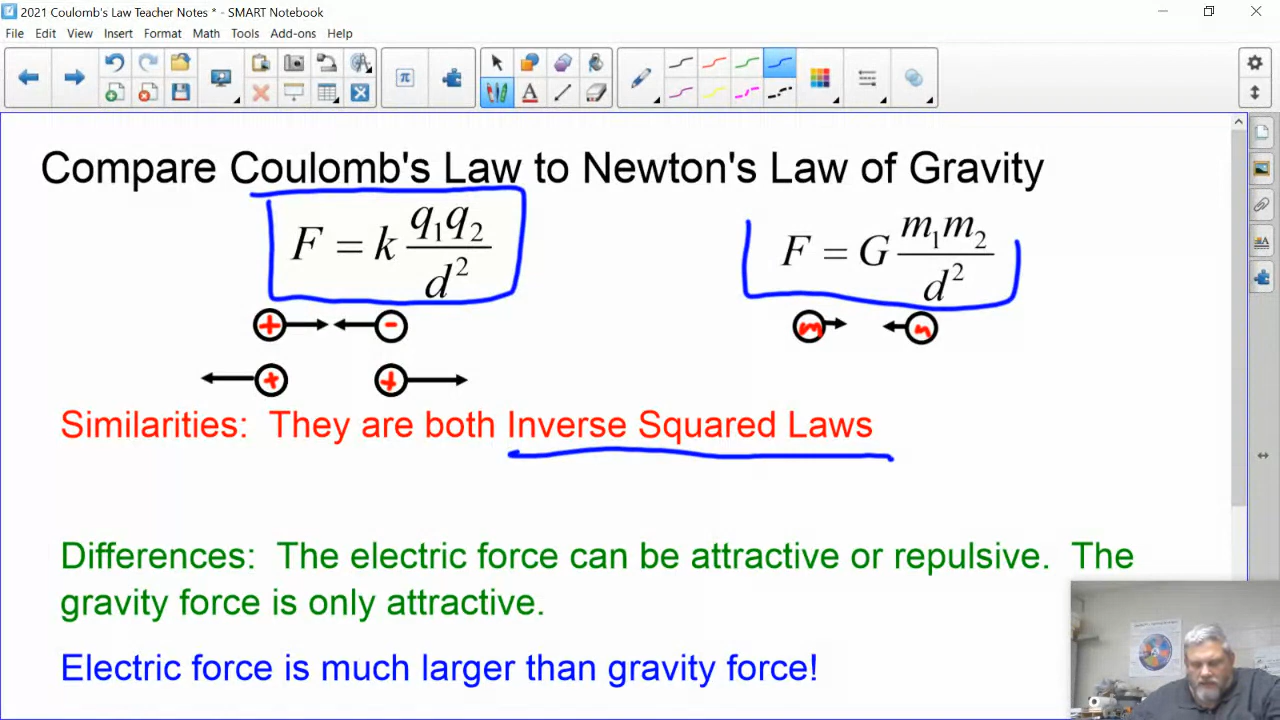 2021 Coulomb's Law Teacher Notes * - SMART Notebook
File Edit View Insert Format Math Tools Add-ons Help
Compare Coulomb's Law to Newton's Law of Gravity
F = k q₁q₂ / d²
F = G m₁m₂ / d²
+ - m m
+ +
Similarities: They are both Inverse Squared Laws
Differences: The electric force can be attractive or repulsive. The
gravity force is only attractive.
Electric force is much larger than gravity force!